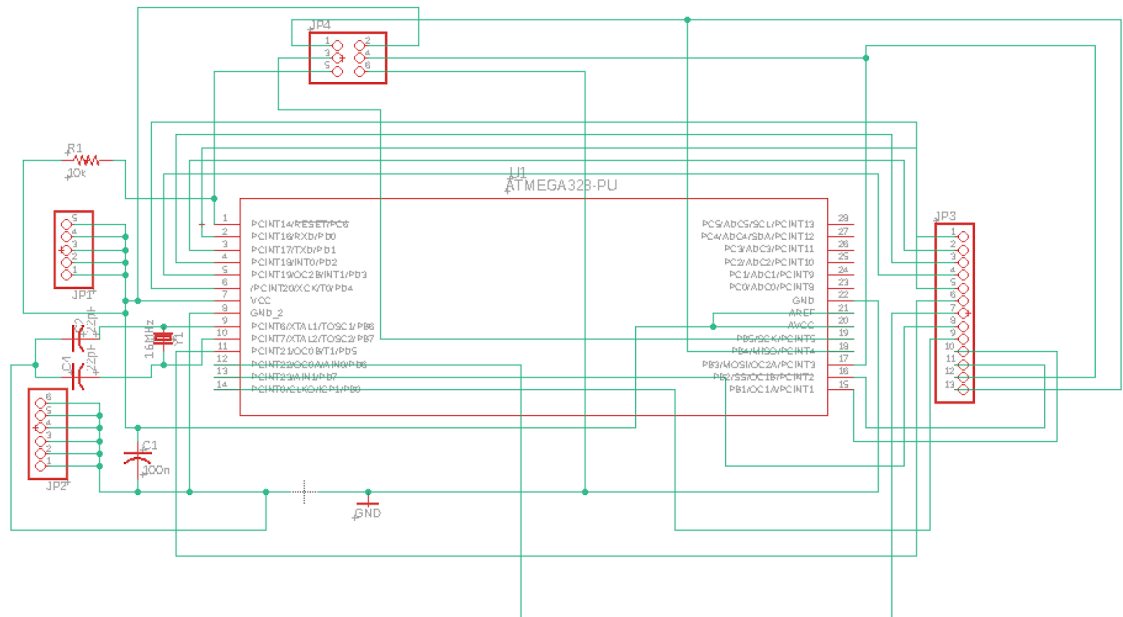 JP4
1 2
3 4
5 6
R1
10k
U1
ATMEGA328-PU
JP1
5
4
3
2
1
1 PCINT14/RESET/PC6
2 PCINT16/RXD/PD0
3 PCINT17/TXD/PD1
4 PCINT18/INT0/PD2
5 PCINT19/OC2B/INT1/PD3
6 /PCINT20/XCK/T0/PD4
7 VCC
8 GND_2
9 PCINT6/XTAL1/TOSC1/PB6
10 PCINT7/XTAL2/TOSC2/PB7
11 PCINT21/OC0B/T1/PD5
12 PCINT22/OC0A/AIN0/PD6
13 PCINT23/AIN1/PD7
14 PCINT0/CLKO/ICP1/PB0
PC5/ADC5/SCL/PCINT13 28
PC4/ADC4/SDA/PCINT12 27
PC3/ADC3/PCINT11 26
PC2/ADC2/PCINT10 25
PC1/ADC1/PCINT9 24
PC0/ADC0/PCINT8 23
GND 22
AREF 21
AVCC 20
PB5/SCK/PCINT5 19
PB4/MISO/PCINT4 18
PB3/MOSI/OC2A/PCINT3 17
PB2/SS/OC1B/PCINT2 16
PB1/OC1A/PCINT1 15
JP3
1
2
3
4
5
6
7
8
9
10
11
12
13
22pF
22pF
16MHz
Y1
JP2
6
5
4
3
2
1
C1
100n
GND